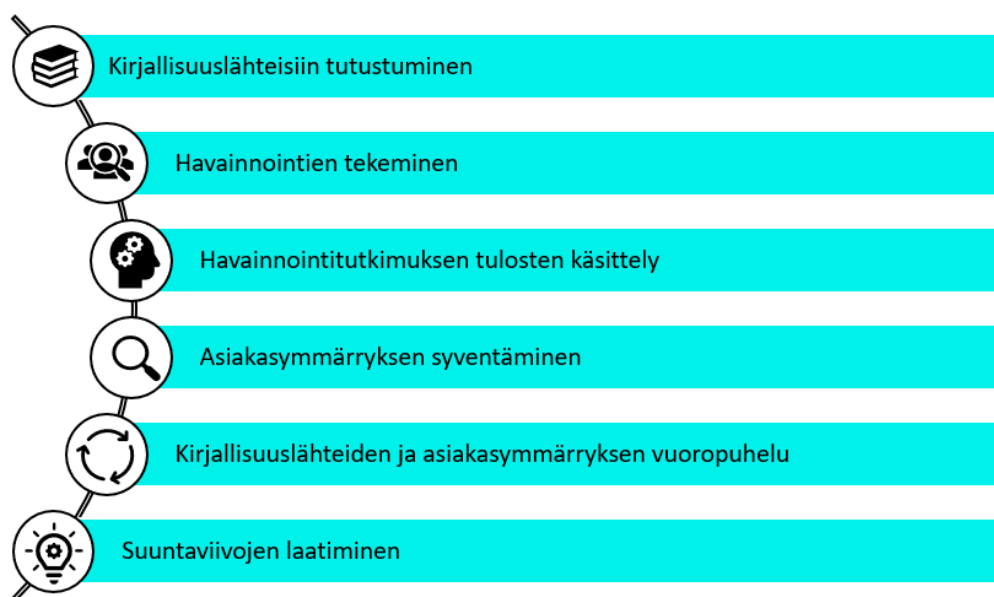 Kirjallisuuslähteisiin tutustuminen
Havainnointien tekeminen
Havainnointitutkimuksen tulosten käsittely
Asiakasymmärryksen syventäminen
Kirjallisuuslähteiden ja asiakasymmärryksen vuoropuhelu
Suuntaviivojen laatiminen